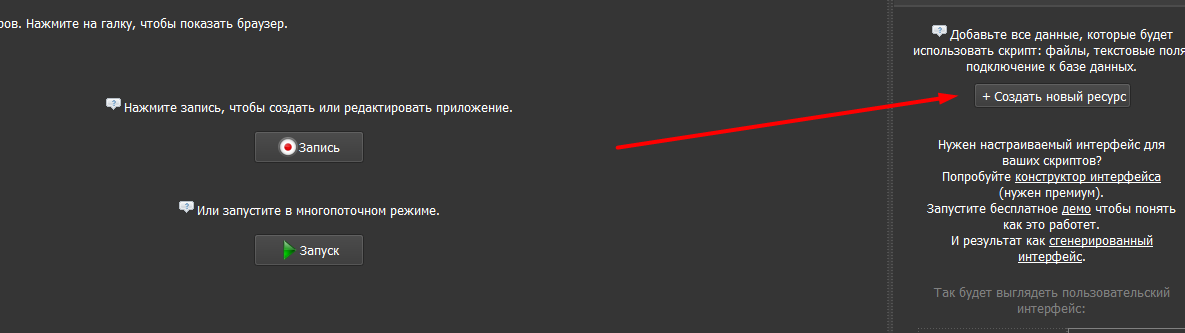 ров. Нажмите на галку, чтобы показать браузер.
Нажмите запись, чтобы создать или редактировать приложение.
Запись
Или запустите в многопоточном режиме.
Запуск
Добавьте все данные, которые будет
использовать скрипт: файлы, текстовые поля
подключение к базе данных.
+ Создать новый ресурс
Нужен настраиваемый интерфейс для
ваших скриптов?
Попробуйте конструктор интерфейса
(нужен премиум).
Запустите бесплатное демо чтобы понять
как это работет.
И результат как сгенерированный
интерфейс.
Так будет выглядеть пользовательский
интерфейс: